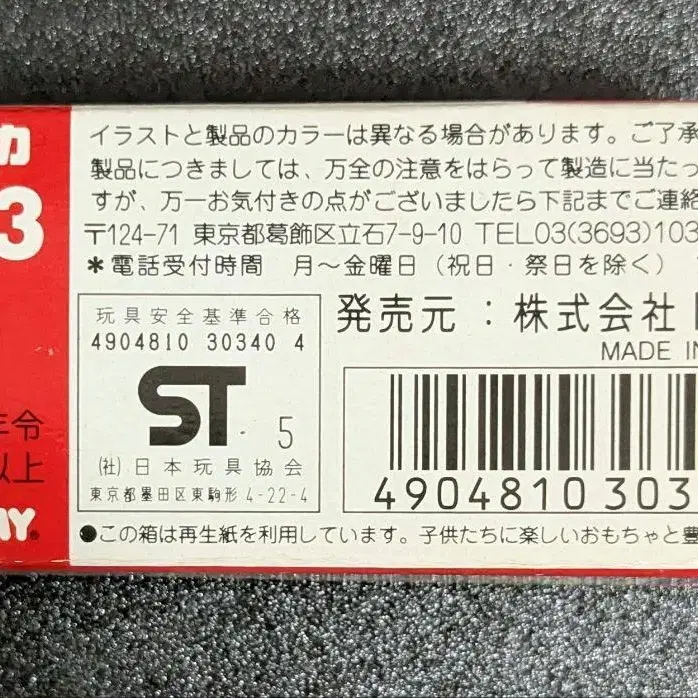 カ
3
イラストと製品のカラーは異なる場合があります。ご了承
製品につきましては、万全の注意をはらって製造に当たっ
すが、万一お気付きの点がございましたら下記までご連絡
〒124-71 東京都葛飾区立石7-9-10 TEL03(3693)103
＊電話受付時間 月～金曜日(祝日・祭日を除く)
玩具安全基準合格
4904810 30340 4
ST
5
(社)日本玩具協会
東京都墨田区東駒形4-22-4
発売元:株式会社
MADE IN
4904810 303
令
以上
●この箱は再生紙を利用しています。子供たちに楽しいおもちゃと豊